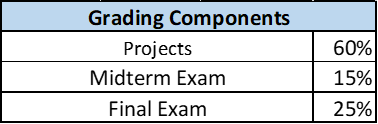 Grading Components
Projects 60%
Midterm Exam 15%
Final Exam 25%